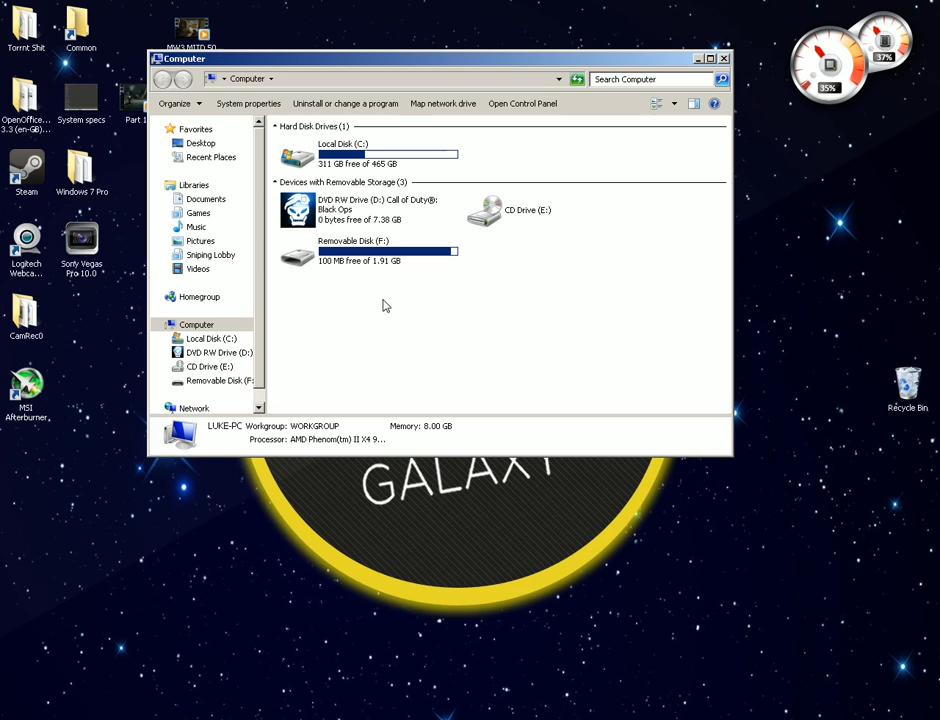 Torrnt Shit
Common
MW3 MITD 50
OpenOffice...
3.3 (en-GB)...
System specs
Part 1
Steam
Windows 7 Pro
Logitech
Webca...
Sony Vegas
Pro 10.0
CamRec0
MSI
Afterburner
Computer
Computer
Search Computer
Organize
System properties
Uninstall or change a program
Map network drive
Open Control Panel
Favorites
Desktop
Recent Places
Libraries
Documents
Games
Music
Pictures
Sniping Lobby
Videos
Homegroup
Computer
Local Disk (C:)
DVD RW Drive (D:)
CD Drive (E:)
Removable Disk (F:
Network
Hard Disk Drives (1)
Local Disk (C:)
311 GB free of 465 GB
Devices with Removable Storage (3)
DVD RW Drive (D:) Call of Duty®:
Black Ops
0 bytes free of 7.38 GB
CD Drive (E:)
Removable Disk (F:)
100 MB free of 1.91 GB
LUKE-PC Workgroup: WORKGROUP Memory: 8.00 GB
Processor: AMD Phenom(tm) II X4 9...
35%
37%
Recycle Bin
GALAXY